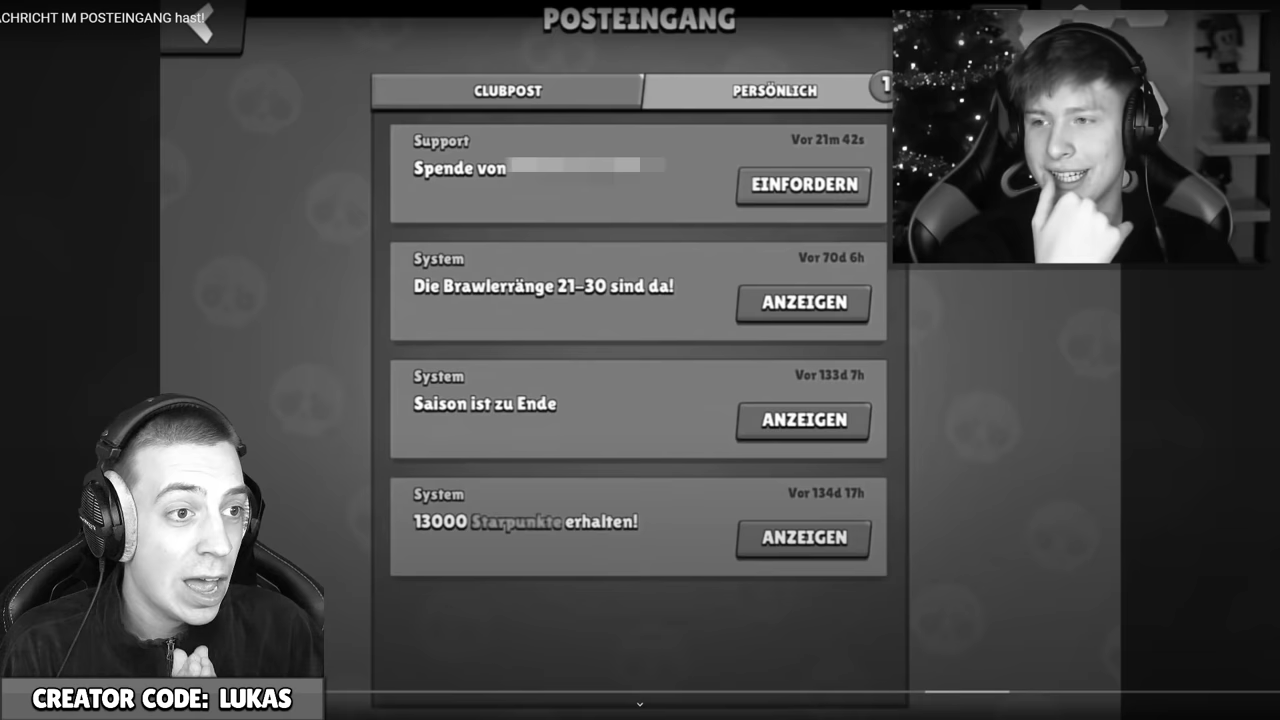 ACHRICHT IM POSTEINGANG hast!
POSTEINGANG
CLUBPOST
PERSÖNLICH
1
Support
Vor 21m 42s
Spende von
EINFORDERN
System
Vor 70d 6h
Die Brawlerränge 21-30 sind da!
ANZEIGEN
System
Vor 133d 7h
Saison ist zu Ende
ANZEIGEN
System
Vor 134d 17h
13000 Starpunkte erhalten!
ANZEIGEN
CREATOR CODE: LUKAS